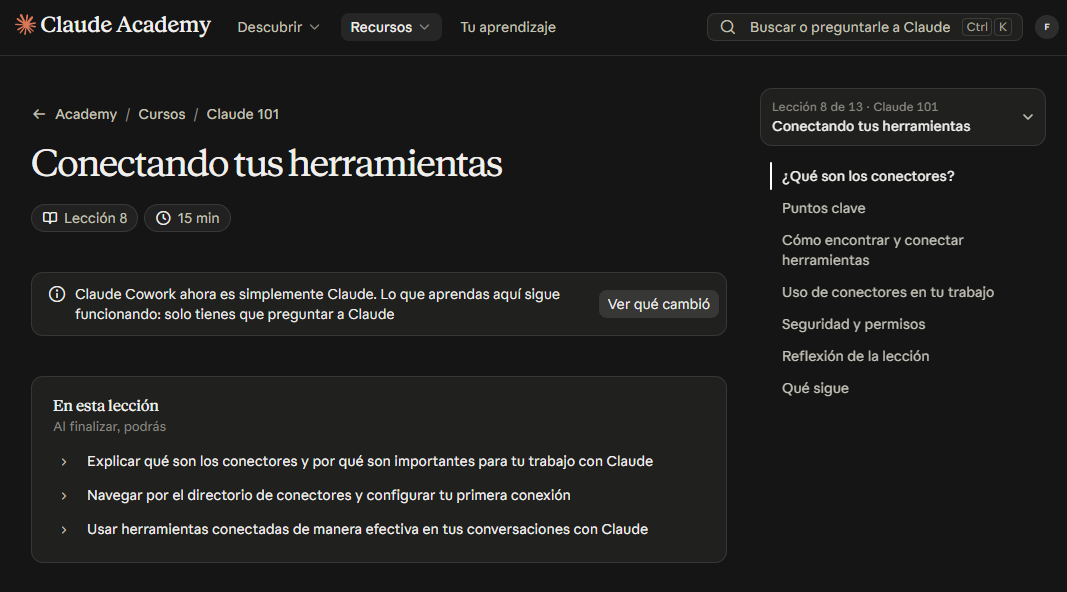 Claude Academy
Descubrir
Recursos
Tu aprendizaje
Buscar o preguntarle a Claude
Ctrl K
F
← Academy / Cursos / Claude 101
Conectando tus herramientas
Lección 8
15 min
Claude Cowork ahora es simplemente Claude. Lo que aprendas aquí sigue
funcionando: solo tienes que preguntar a Claude
Ver qué cambió
En esta lección
Al finalizar, podrás
Explicar qué son los conectores y por qué son importantes para tu trabajo con Claude
Navegar por el directorio de conectores y configurar tu primera conexión
Usar herramientas conectadas de manera efectiva en tus conversaciones con Claude
Lección 8 de 13 · Claude 101
Conectando tus herramientas
¿Qué son los conectores?
Puntos clave
Cómo encontrar y conectar
herramientas
Uso de conectores en tu trabajo
Seguridad y permisos
Reflexión de la lección
Qué sigue